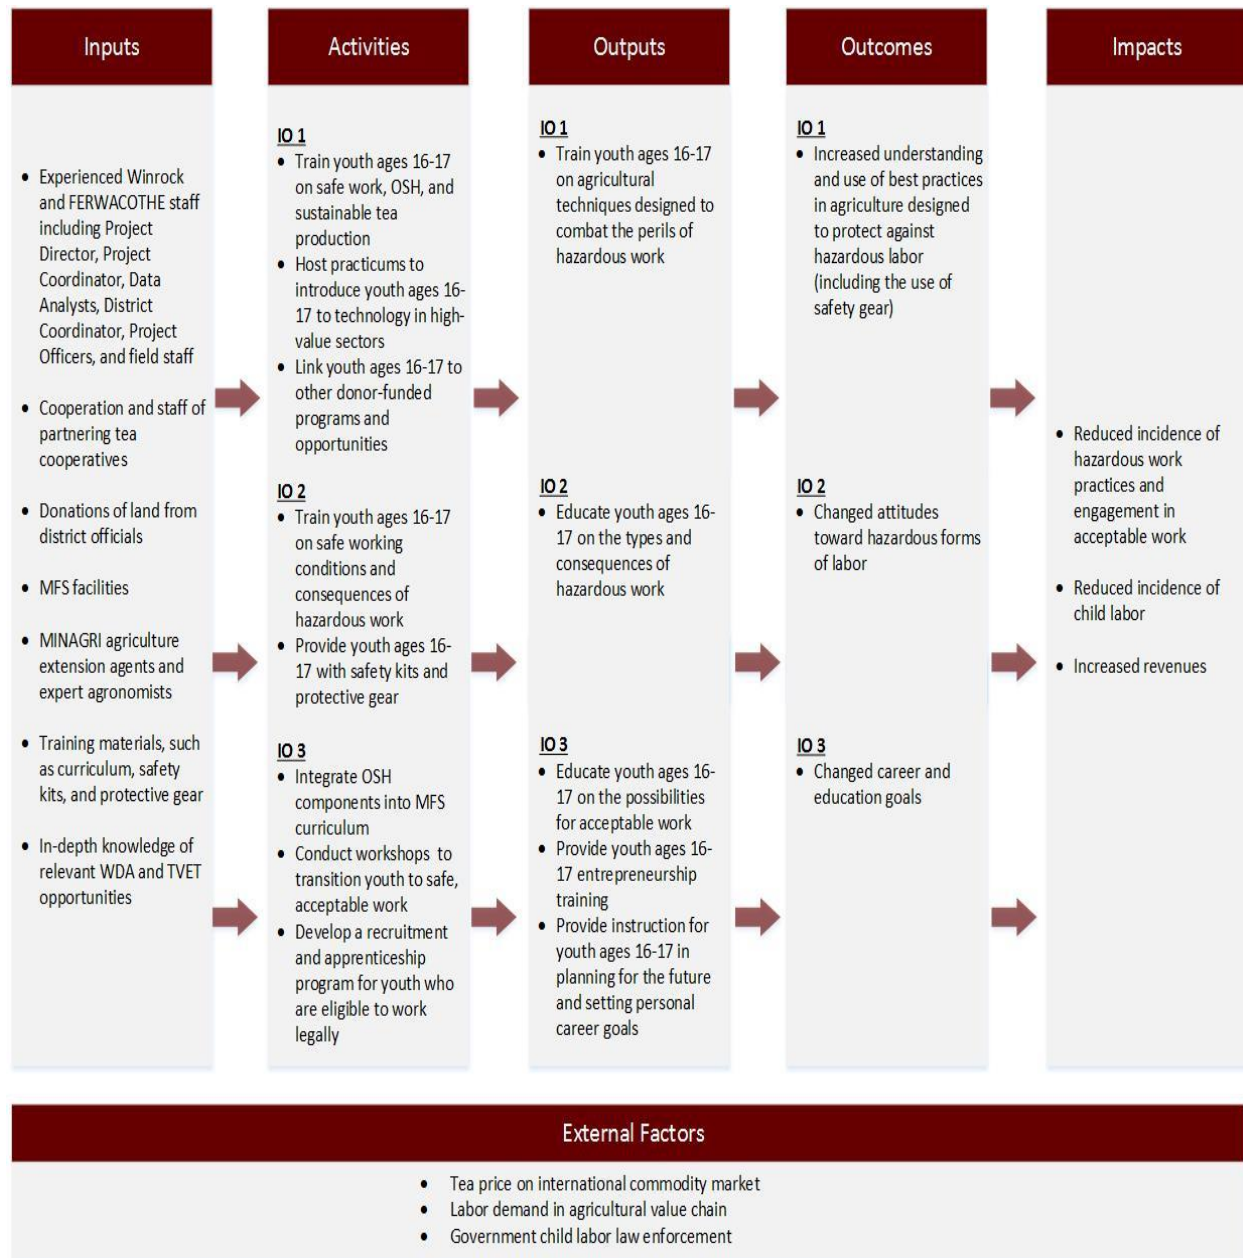 Inputs
Experienced Winrock
and FERWACOTHE staff
including Project
Director, Project
Coordinator, Data
Analysts, District
Coordinator, Project
Officers, and field staff
Cooperation and staff of
partnering tea
cooperatives
Donations of land from
district officials
MFS facilities
MINAGRI agriculture
extension agents and
expert agronomists
Training materials, such
as curriculum, safety
kits, and protective gear
In-depth knowledge of
relevant WDA and TVET
opportunities
Activities
IO 1
Train youth ages 16-17
on safe work, OSH, and
sustainable tea
production
Host practicums to
introduce youth ages 16-
17 to technology in high-
value sectors
Link youth ages 16-17 to
other donor-funded
programs and
opportunities
IO 2
Train youth ages 16-17
on safe working
conditions and
consequences of
hazardous work
Provide youth ages 16-
17 with safety kits and
protective gear
IO 3
Integrate OSH
components into MFS
curriculum
Conduct workshops to
transition youth to safe,
acceptable work
Develop a recruitment
and apprenticeship
program for youth who
are eligible to work
legally
Outputs
IO 1
Train youth ages 16-17
on agricultural
techniques designed to
combat the perils of
hazardous work
IO 2
Educate youth ages 16-
17 on the types and
consequences of
hazardous work
IO 3
Educate youth ages 16-
17 on the possibilities
for acceptable work
Provide youth ages 16-
17 entrepreneurship
training
Provide instruction for
youth ages 16-17 in
planning for the future
and setting personal
career goals
Outcomes
IO 1
Increased understanding
and use of best practices
in agriculture designed
to protect against
hazardous labor
(including the use of
safety gear)
IO 2
Changed attitudes
toward hazardous forms
of labor
IO 3
Changed career and
education goals
Impacts
Reduced incidence of
hazardous work
practices and
engagement in
acceptable work
Reduced incidence of
child labor
Increased revenues
External Factors
Tea price on international commodity market
Labor demand in agricultural value chain
Government child labor law enforcement